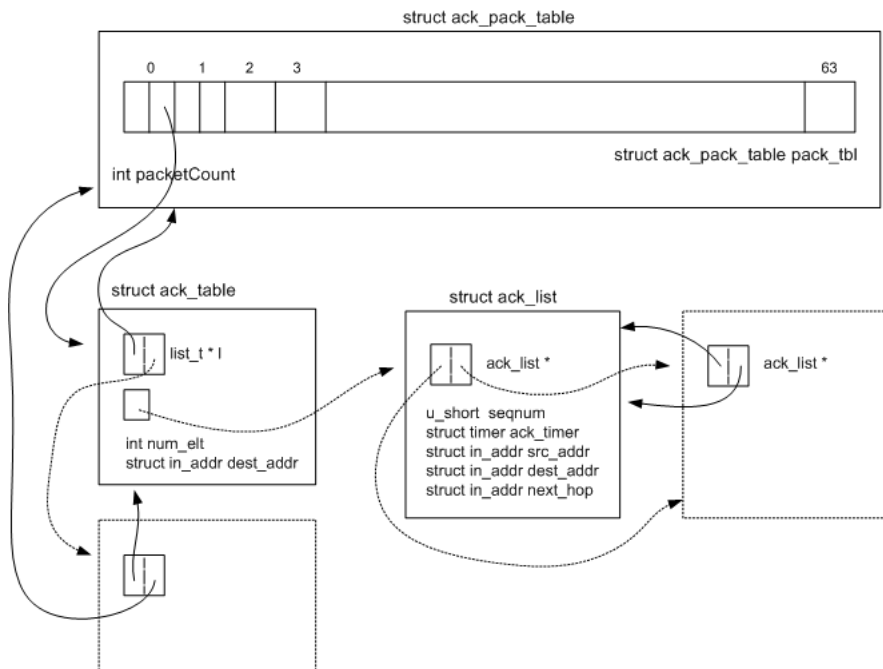 struct ack_pack_table
0 1 2 3 63
struct ack_pack_table pack_tbl
int packetCount
struct ack_table
list_t * l
int num_elt
struct in_addr dest_addr
struct ack_list
ack_list *
u_short seqnum
struct timer ack_timer
struct in_addr src_addr
struct in_addr dest_addr
struct in_addr next_hop
ack_list *